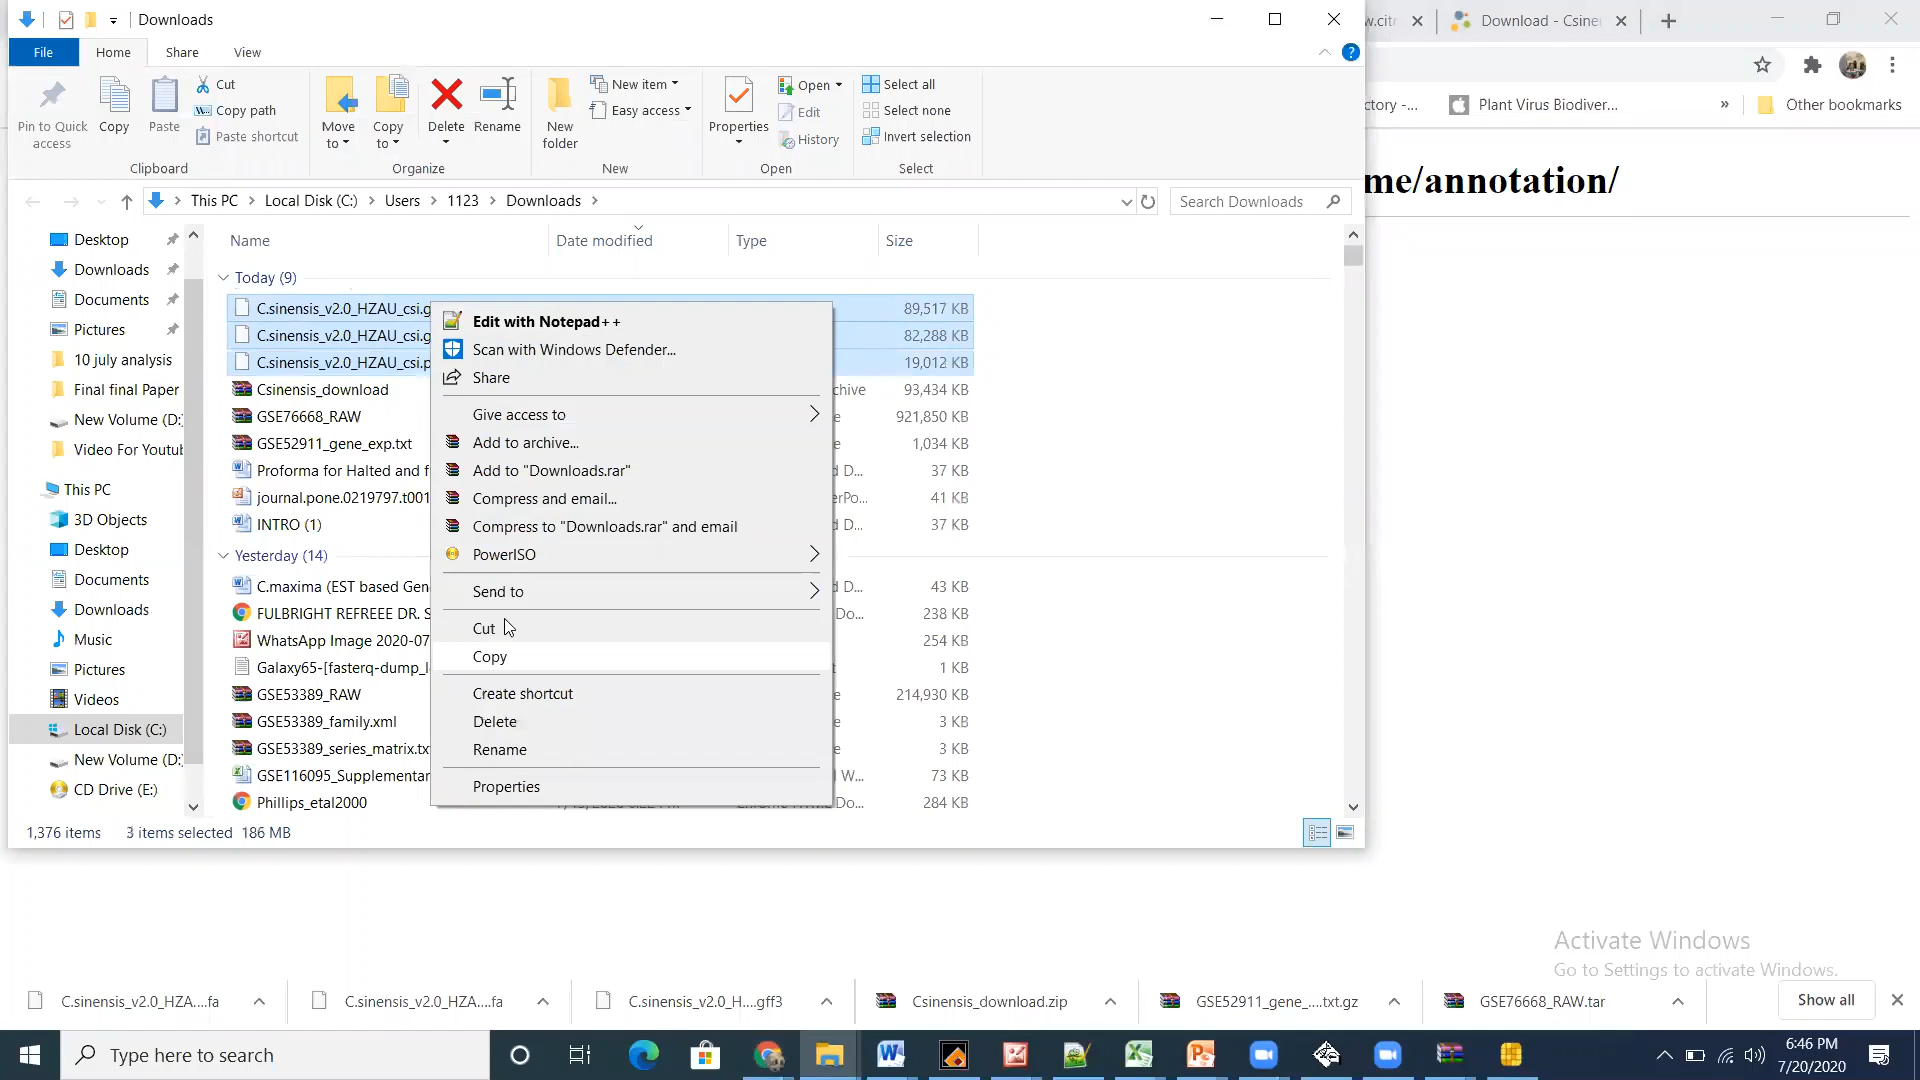 Downloads
w.citr
Download - Csine
File
Home
Share
View
Pin to Quick access
Copy
Paste
Cut
Copy path
Paste shortcut
Move to
Copy to
Delete
Rename
New folder
New item
Easy access
Properties
Open
Edit
History
Select all
Select none
Invert selection
Clipboard
Organize
New
Open
Select
ctory -...
Plant Virus Biodiver...
»
Other bookmarks
me/annotation/
This PC > Local Disk (C:) > Users > 1123 > Downloads >
Search Downloads
Name
Date modified
Type
Size
Desktop
Downloads
Documents
Pictures
10 july analysis
Final final Paper
New Volume (D:
Video For Youtub
This PC
3D Objects
Desktop
Documents
Downloads
Music
Pictures
Videos
Local Disk (C:)
New Volume (D:
CD Drive (E:)
Today (9)
C.sinensis_v2.0_HZAU_csi.g 89,517 KB
C.sinensis_v2.0_HZAU_csi.g 82,288 KB
C.sinensis_v2.0_HZAU_csi.p 19,012 KB
Csinensis_download chive 93,434 KB
GSE76668_RAW e 921,850 KB
GSE52911_gene_exp.txt e 1,034 KB
Proforma for Halted and f d D... 37 KB
journal.pone.0219797.t001 erPo... 41 KB
INTRO (1) d D... 37 KB
Yesterday (14)
C.maxima (EST based Gen d D... 43 KB
FULBRIGHT REFREEE DR. S Do... 238 KB
WhatsApp Image 2020-07 254 KB
Galaxy65-[fasterq-dump_l 1 KB
GSE53389_RAW e 214,930 KB
GSE53389_family.xml e 3 KB
GSE53389_series_matrix.tx e 3 KB
GSE116095_Supplementar l W... 73 KB
Phillips_etal2000 Do... 284 KB
Edit with Notepad++
Scan with Windows Defender...
Share
Give access to
Add to archive...
Add to "Downloads.rar"
Compress and email...
Compress to "Downloads.rar" and email
PowerISO
Send to
Cut
Copy
Create shortcut
Delete
Rename
Properties
1,376 items 3 items selected 186 MB
Activate Windows
Go to Settings to activate Windows.
C.sinensis_v2.0_HZA....fa
C.sinensis_v2.0_HZA....fa
C.sinensis_v2.0_H....gff3
Csinensis_download.zip
GSE52911_gene_....txt.gz
GSE76668_RAW.tar
Show all
Type here to search
6:46 PM
7/20/2020